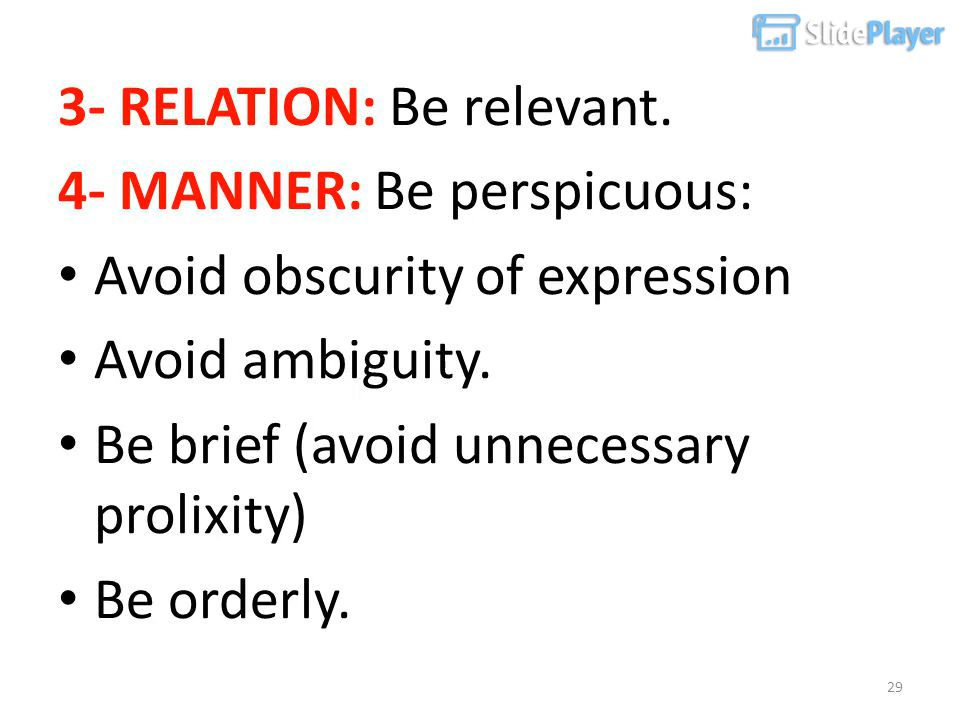 SlidePlayer
3- RELATION: Be relevant.
4- MANNER: Be perspicuous:
• Avoid obscurity of expression
• Avoid ambiguity.
• Be brief (avoid unnecessary
prolixity)
• Be orderly.
29